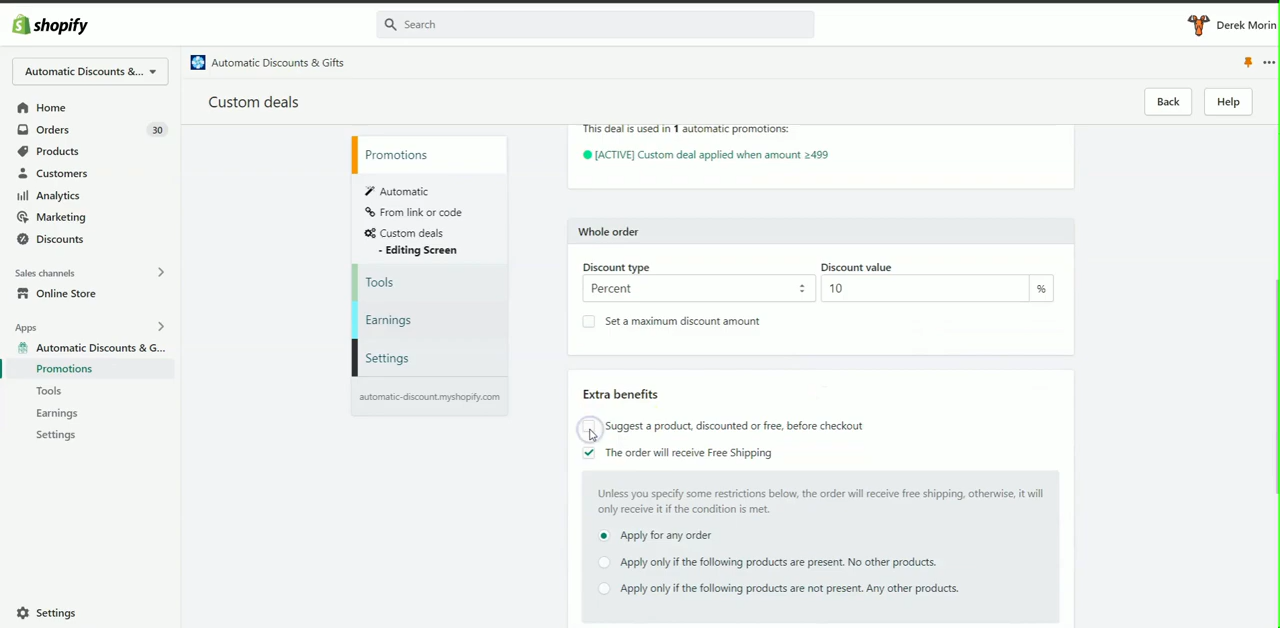 shopify
Search
Derek Morin
Automatic Discounts &...
Automatic Discounts & Gifts
Custom deals
Back
Help
Home
Orders
30
Products
Customers
Analytics
Marketing
Discounts
Sales channels
Online Store
Apps
Automatic Discounts & G...
Promotions
Tools
Earnings
Settings
Settings
Promotions
Automatic
From link or code
Custom deals
- Editing Screen
Tools
Earnings
Settings
automatic-discount.myshopify.com
This deal is used in 1 automatic promotions:
[ACTIVE] Custom deal applied when amount ≥499
Whole order
Discount type
Discount value
Percent
10
%
Set a maximum discount amount
Extra benefits
Suggest a product, discounted or free, before checkout
The order will receive Free Shipping
Unless you specify some restrictions below, the order will receive free shipping, otherwise, it will
only receive it if the condition is met.
Apply for any order
Apply only if the following products are present. No other products.
Apply only if the following products are not present. Any other products.